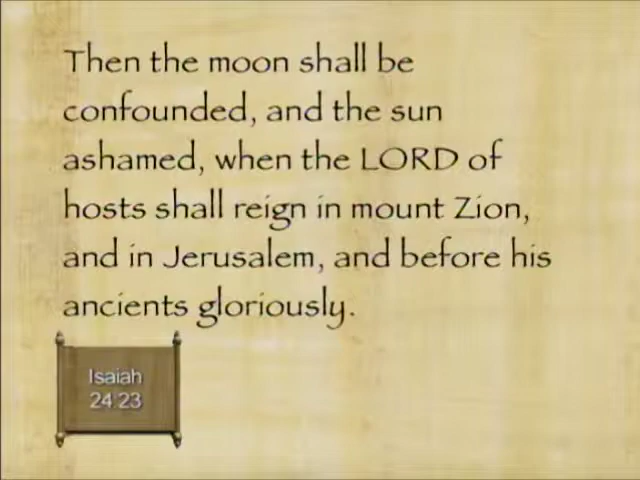 Then the moon shall be
confounded, and the sun
ashamed, when the LORD of
hosts shall reign in mount Zion,
and in Jerusalem, and before his
ancients gloriously.
Isaiah
24:23